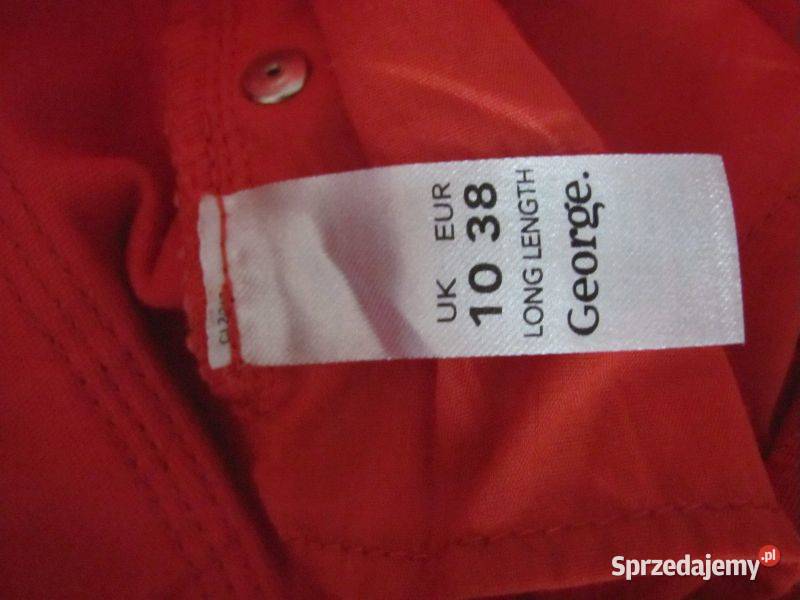 UK EUR
10 38
LONG LENGTH
George.
Sprzedajemy.pl